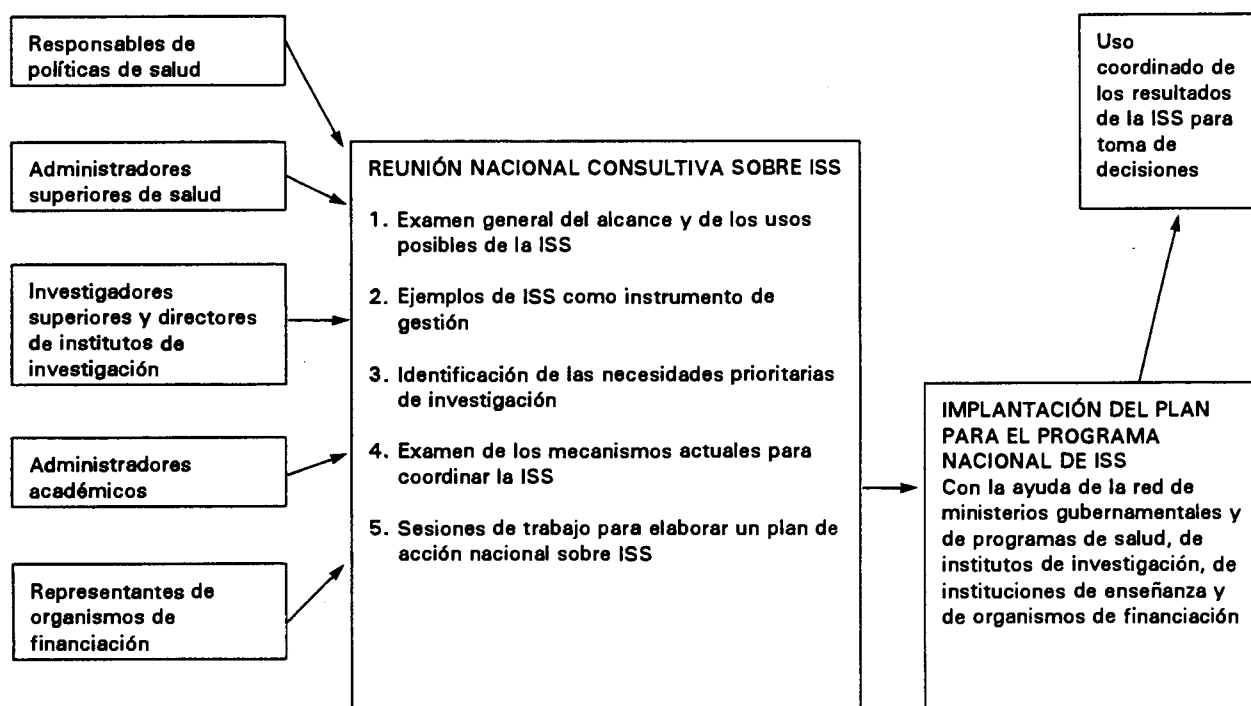 Responsables de
políticas de salud
Administradores
superiores de salud
Investigadores
superiores y directores
de institutos de
investigación
Administradores
académicos
Representantes de
organismos de
financiación
REUNIÓN NACIONAL CONSULTIVA SOBRE ISS
1. Examen general del alcance y de los usos
posibles de la ISS
2. Ejemplos de ISS como instrumento de
gestión
3. Identificación de las necesidades prioritarias
de investigación
4. Examen de los mecanismos actuales para
coordinar la ISS
5. Sesiones de trabajo para elaborar un plan de
acción nacional sobre ISS
IMPLANTACIÓN DEL PLAN
PARA EL PROGRAMA
NACIONAL DE ISS
Con la ayuda de la red de
ministerios gubernamentales y
de programas de salud, de
institutos de investigación, de
instituciones de enseñanza y
de organismos de financiación
Uso
coordinado de
los resultados
de la ISS para
toma de
decisiones